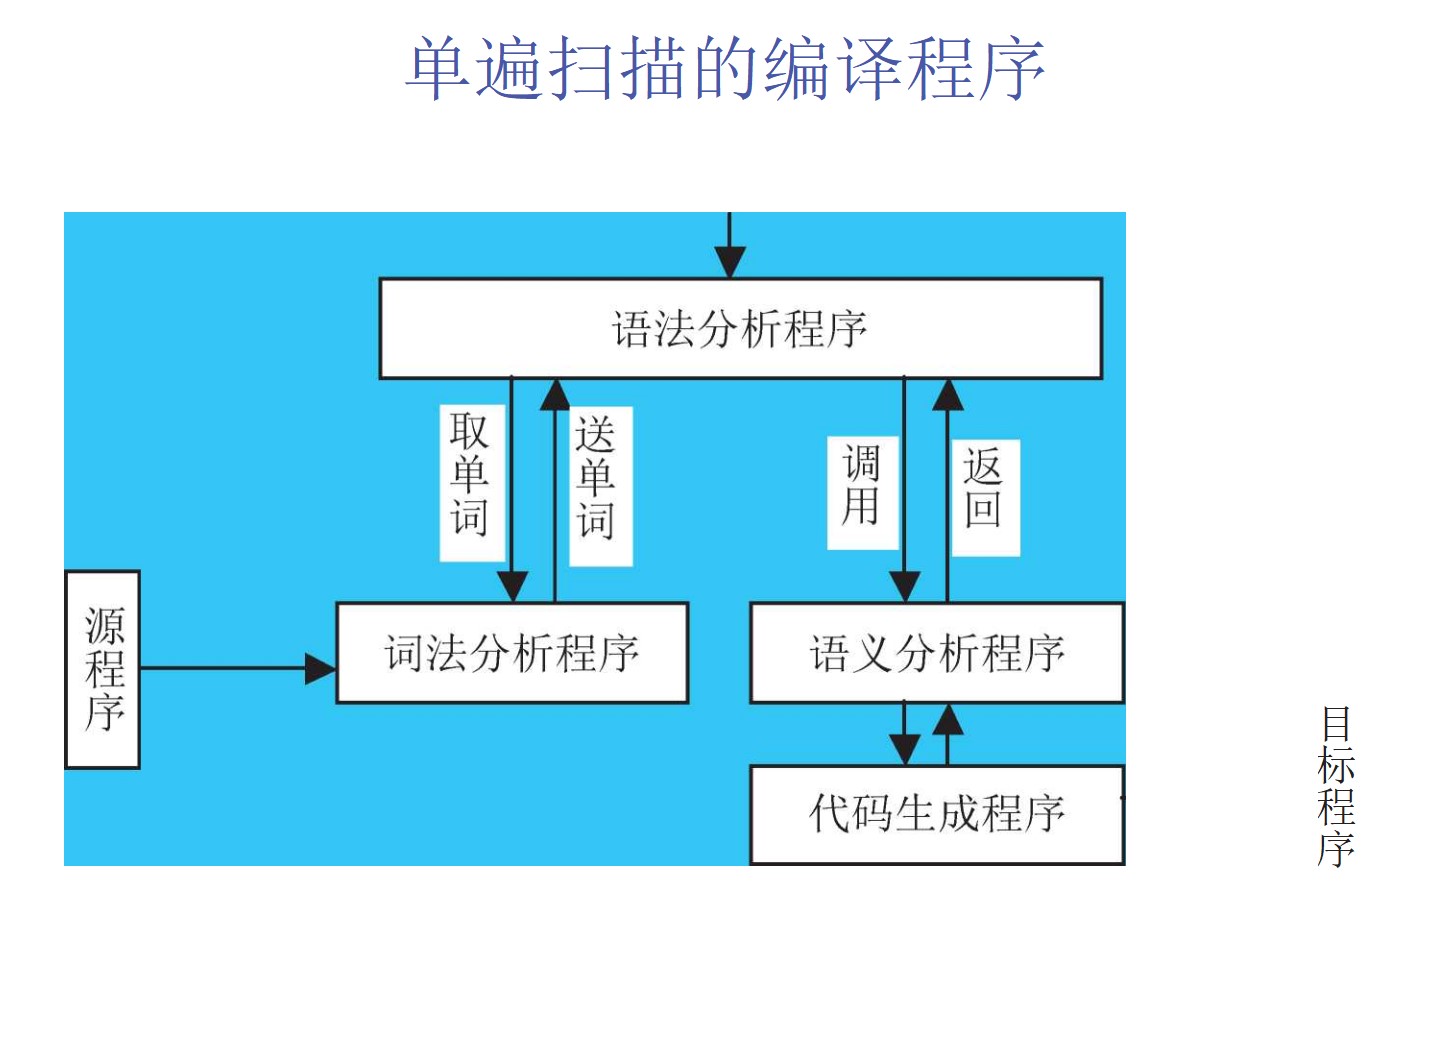 单遍扫描的编译程序
语法分析程序
取单词
送单词
调用
返回
源程序
词法分析程序
语义分析程序
代码生成程序
目标程序